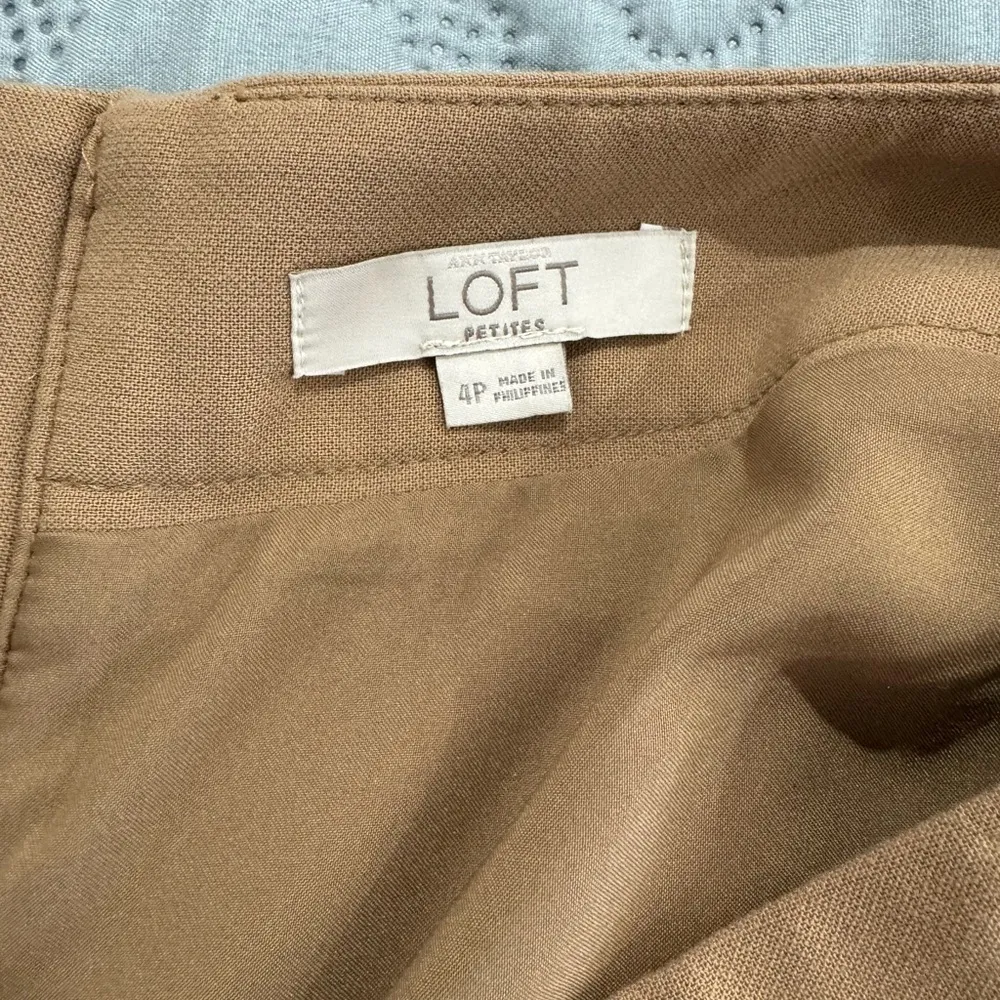 ANN TAYLOR
LOFT
PETITES
4P MADE IN
PHILIPPINES